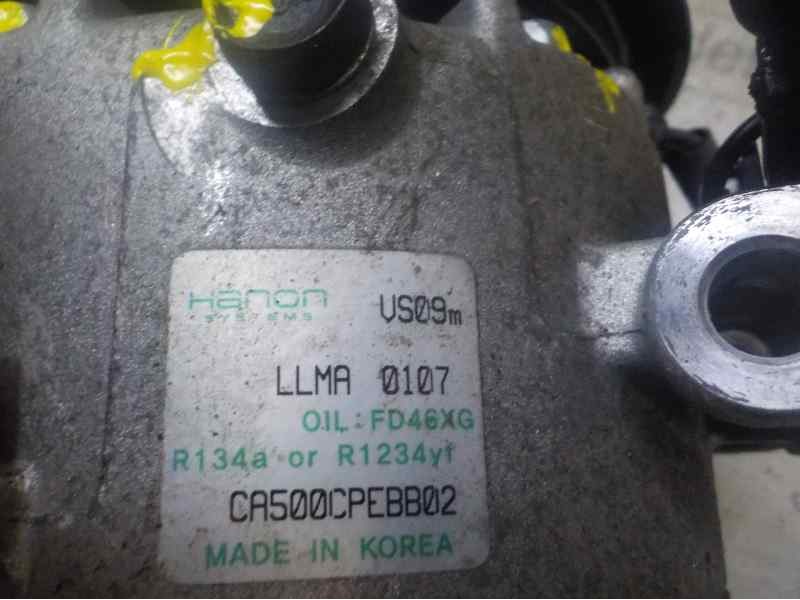 Hanon VS09m
SYSTEMS
LLMA 0107
OIL : FD46XG
R134a or R1234yf
CA500CPEBB02
MADE IN KOREA